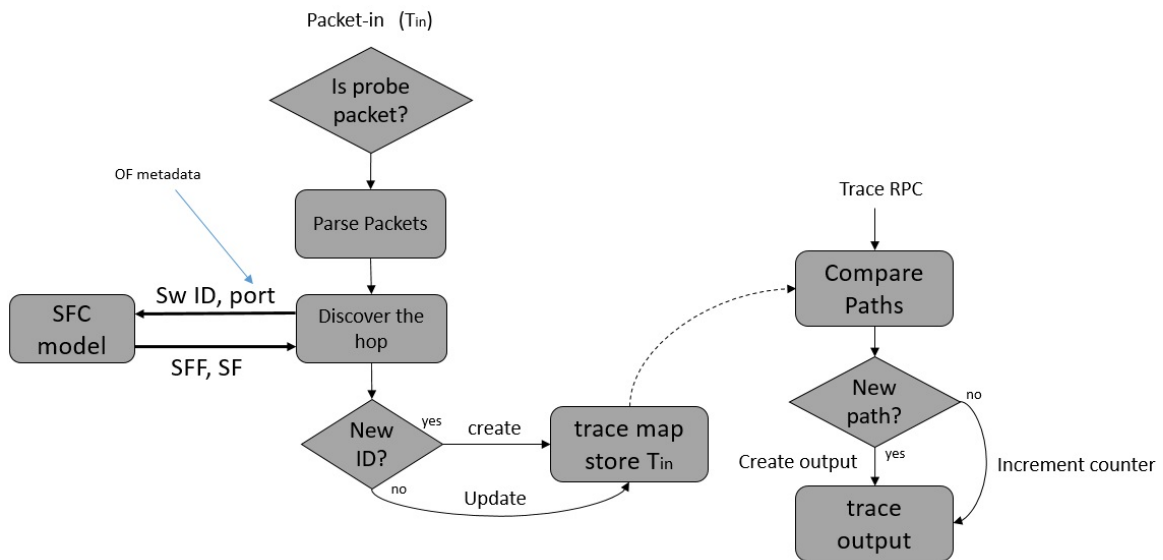 Packet-in (Tin)
Is probe
packet?
OF metadata
Parse Packets
Trace RPC
Compare
Paths
Sw ID, port
SFC
model
Discover the
hop
SFF, SF
New
ID?
yes
create
no
Update
trace map
store Tin
New
path?
no
yes
Create output
Increment counter
trace
output